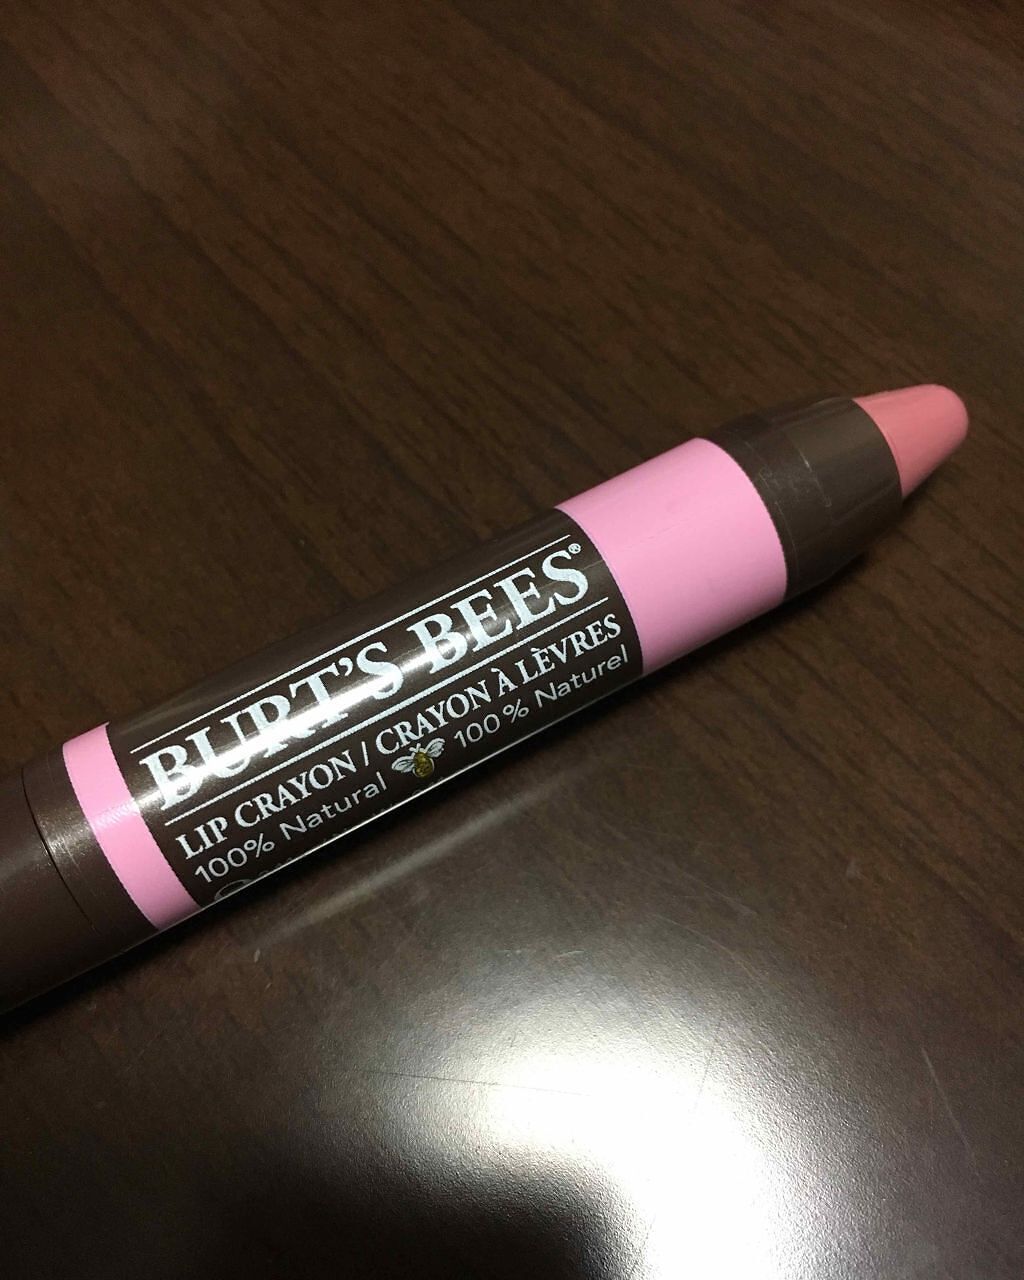 BURT'S BEES®
LIP CRAYON / CRAYON À LÈVRES
100% Natural 100% Naturel